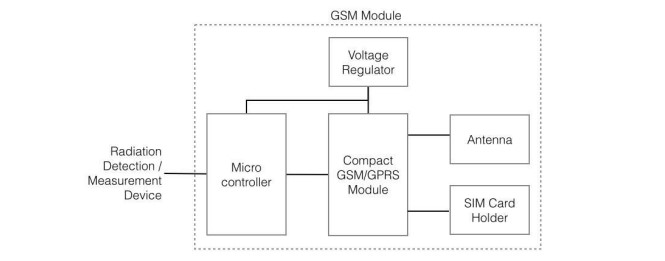 GSM Module
Voltage
Regulator
Radiation
Detection /
Measurement
Device
Micro
controller
Compact
GSM/GPRS
Module
Antenna
SIM Card
Holder